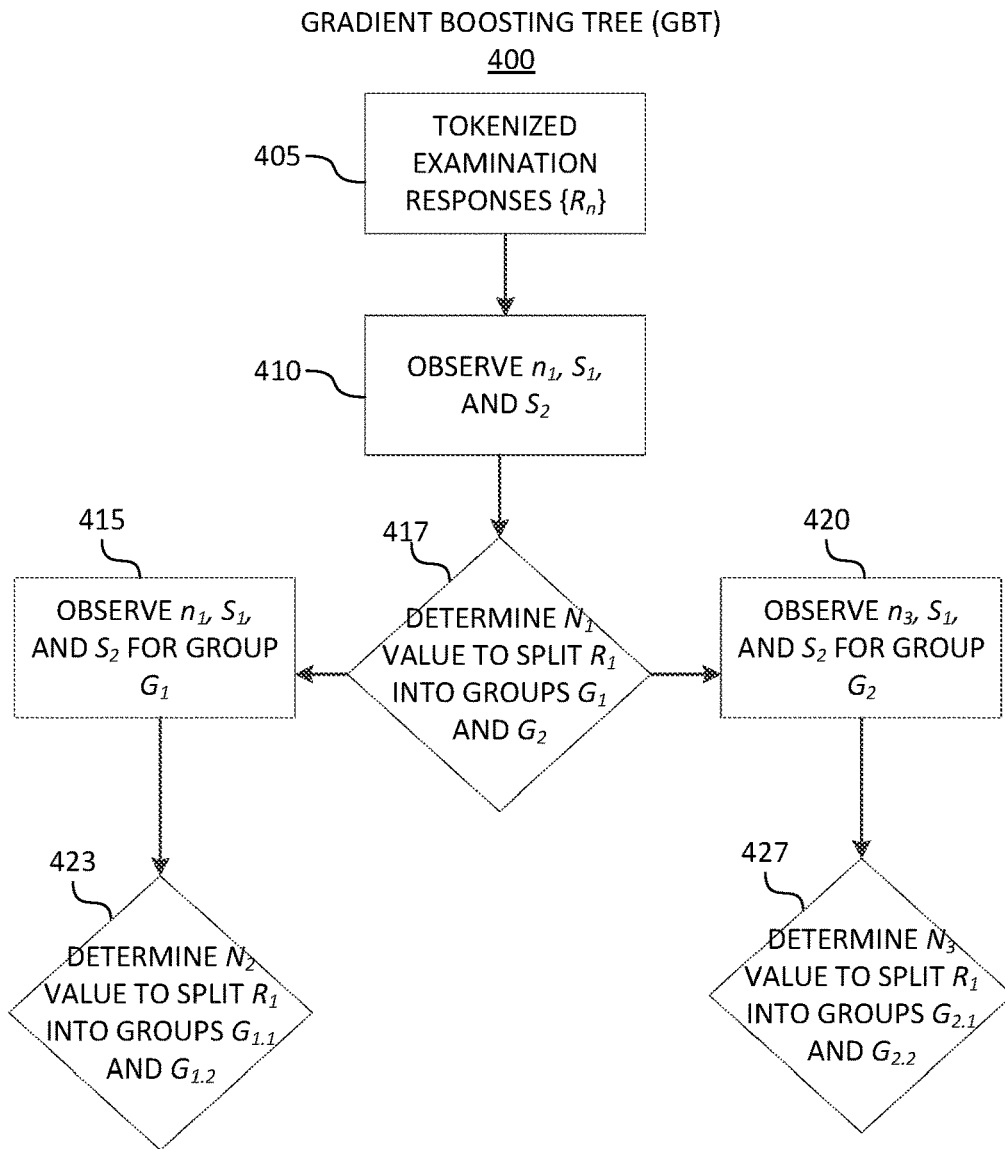 GRADIENT BOOSTING TREE (GBT)
400
405
TOKENIZED
EXAMINATION
RESPONSES {Rₙ}
410
OBSERVE n₁, S₁,
AND S₂
415
OBSERVE n₁, S₁,
AND S₂ FOR GROUP
G₁
417
DETERMINE N₁
VALUE TO SPLIT R₁
INTO GROUPS G₁
AND G₂
420
OBSERVE n₃, S₁,
AND S₂ FOR GROUP
G₂
423
DETERMINE N₂
VALUE TO SPLIT R₁
INTO GROUPS G₁.₁
AND G₁.₂
427
DETERMINE N₃
VALUE TO SPLIT R₁
INTO GROUPS G₂.₁
AND G₂.₂